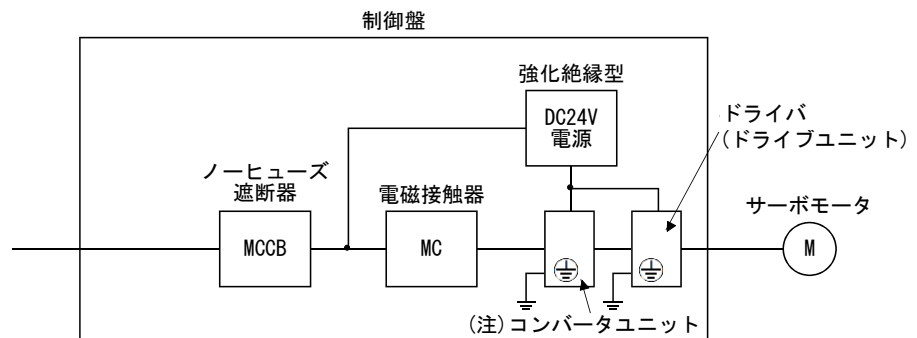 制御盤
強化絶縁型
DC24V
電源
ドライバ
(ドライブユニット)
ノーヒューズ
遮断器
電磁接触器
サーボモータ
MCCB
MC
M
(注)コンバータユニット